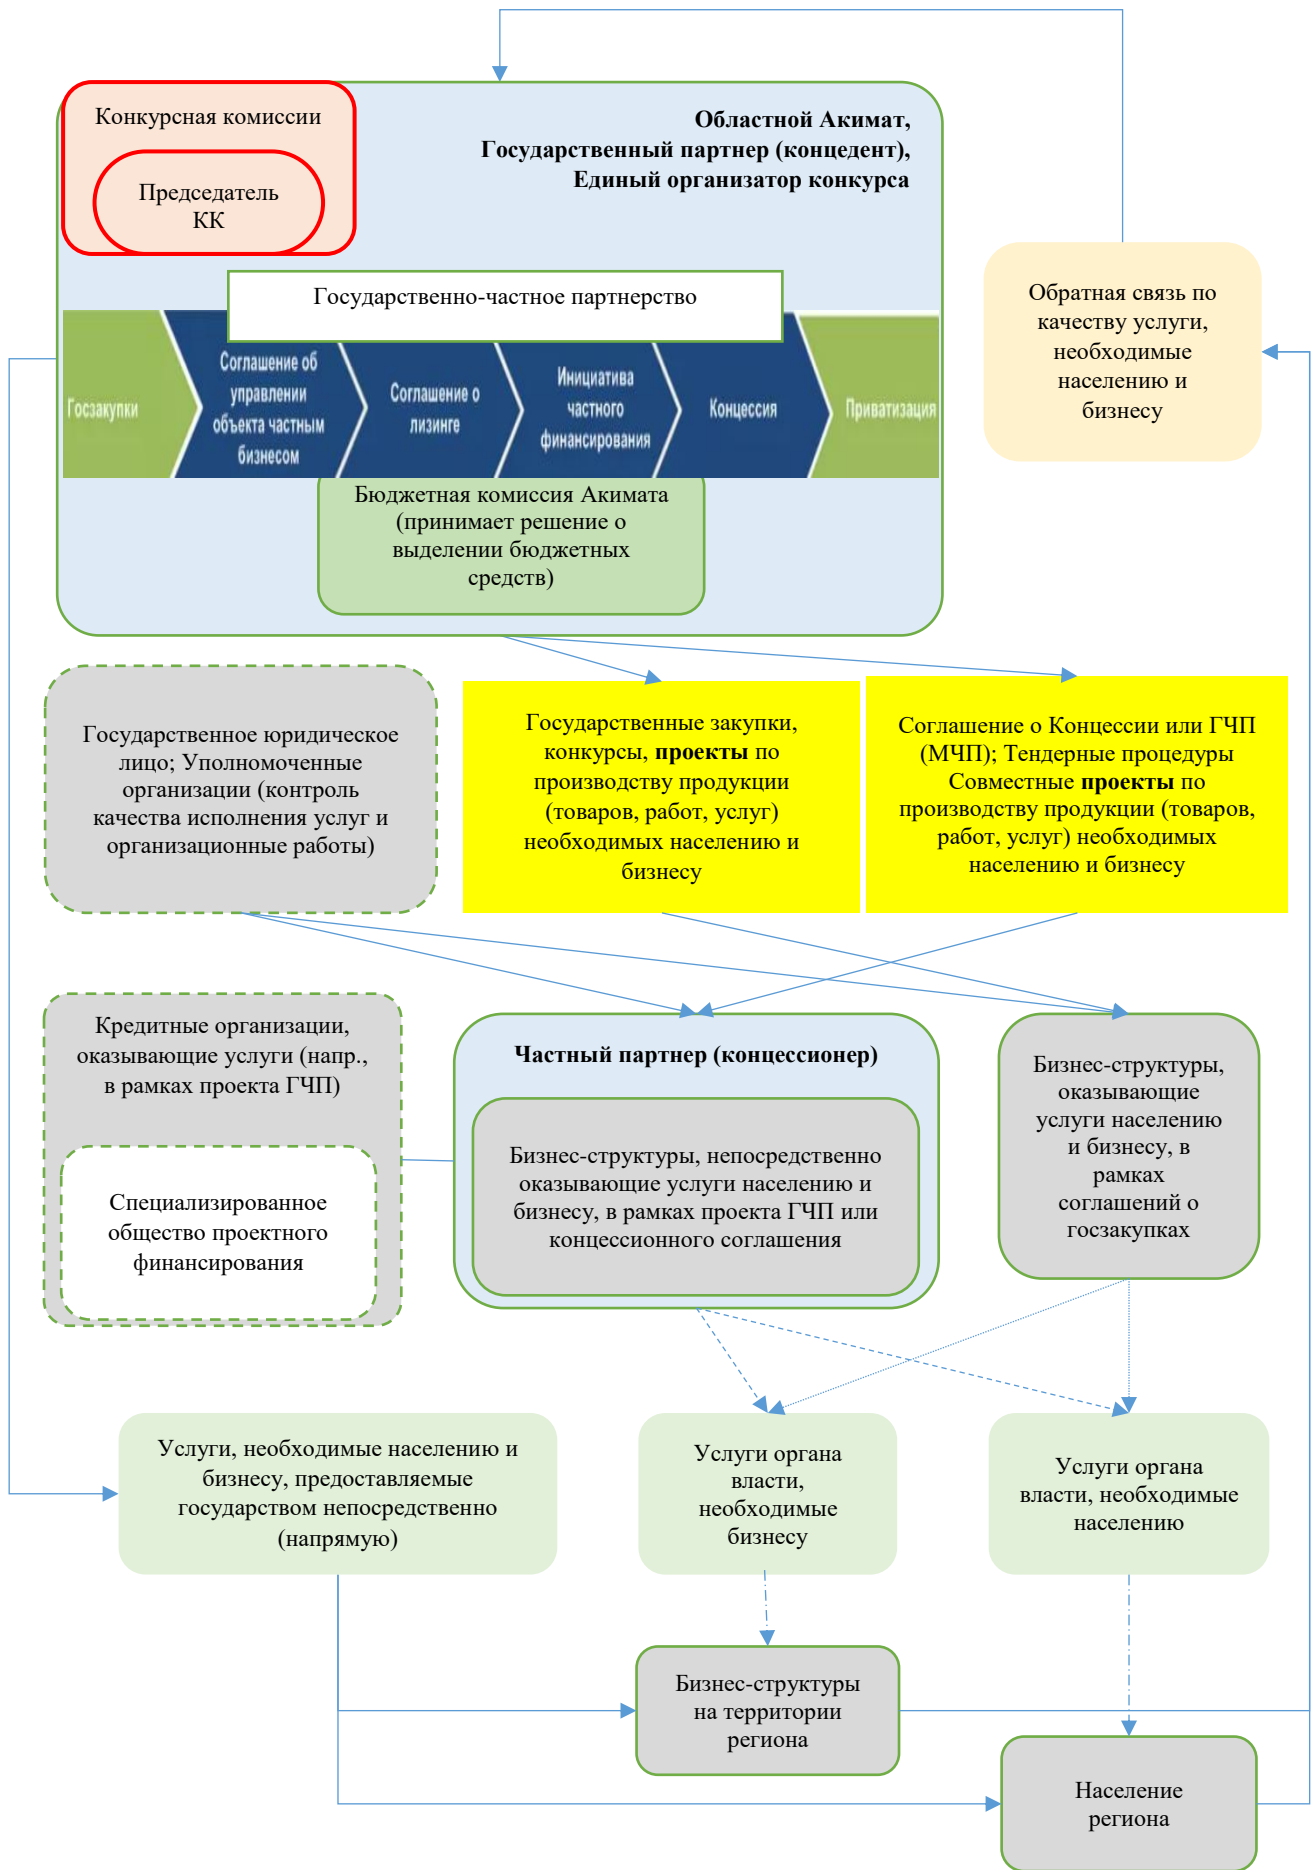 Конкурсная комиссии
Председатель
КК
Областной Акимат,
Государственный партнер (концедент),
Единый организатор конкурса
Государственно-частное партнерство
Госзакупки
Соглашение об
управлении
объекта частным
бизнесом
Соглашение о
лизинге
Инициатива
частного
финансирования
Концессия
Приватизация
Бюджетная комиссия Акимата
(принимает решение о
выделении бюджетных
средств)
Обратная связь по
качеству услуги,
необходимые
населению и
бизнесу
Государственное юридическое
лицо; Уполномоченные
организации (контроль
качества исполнения услуг и
организационные работы)
Государственные закупки,
конкурсы, проекты по
производству продукции
(товаров, работ, услуг)
необходимых населению и
бизнесу
Соглашение о Концессии или ГЧП
(МЧП); Тендерные процедуры
Совместные проекты по
производству продукции (товаров,
работ, услуг) необходимых
населению и бизнесу
Кредитные организации,
оказывающие услуги (напр.,
в рамках проекта ГЧП)
Специализированное
общество проектного
финансирования
Частный партнер (концессионер)
Бизнес-структуры, непосредственно
оказывающие услуги населению и
бизнесу, в рамках проекта ГЧП или
концессионного соглашения
Бизнес-структуры,
оказывающие
услуги населению
и бизнесу, в
рамках
соглашений о
госзакупках
Услуги, необходимые населению и
бизнесу, предоставляемые
государством непосредственно
(напрямую)
Услуги органа
власти,
необходимые
бизнесу
Услуги органа
власти, необходимые
населению
Бизнес-структуры
на территории
региона
Население
региона